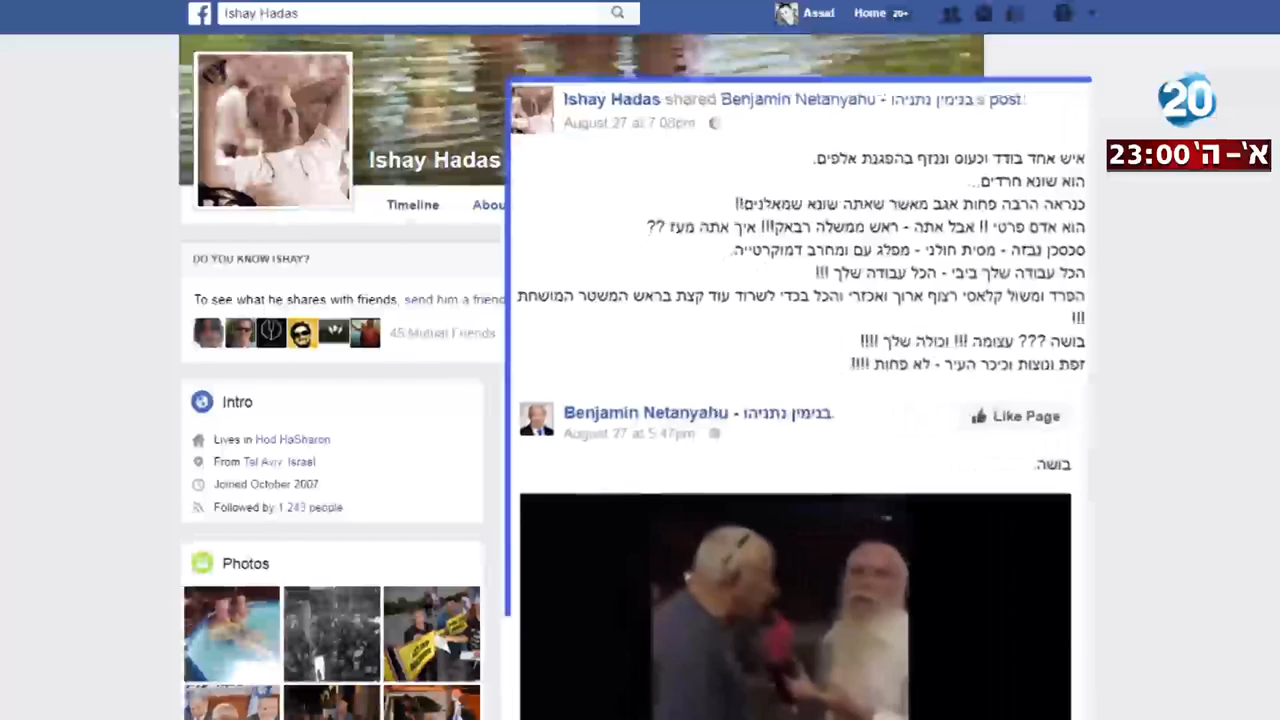 Ishay Hadas
Assaf
Home 20+
20
א'-ה' 23:00
Ishay Hadas
Timeline
Abou
DO YOU KNOW ISHAY?
To see what he shares with friends, send him a friend
45 Mutual Friends
Intro
Lives in Hod HaSharon
From Tel Aviv, Israel
Joined October 2007
Followed by 1,243 people
Photos
Ishay Hadas shared Benjamin Netanyahu - בנימין נתניהו's post.
August 27 at 7:08pm
איש אחד בודד וכעוס וננזף בהפגנת אלפים.
הוא שונא חרדים...
כנראה הרבה פחות אגב מאשר שאתה שונא שמאלנים!!
הוא אדם פרטי !! אבל אתה - ראש ממשלה רבאק!!! איך אתה מעז ??
סכסכן נבזה - מסית חולני - מפלג עם ומחרב דמוקרטייה.
הכל עבודה שלך ביבי - הכל עבודה שלך !!!
הפרד ומשול קלאסי רצוף ארוך ואכזרי והכל בכדי לשרוד עוד קצת בראש המשטר המושחת
!!!
בושה ??? עצומה !!! וכולה שלך !!!!
זפת ונוצות וכיכר העיר - לא פחות !!!!
Benjamin Netanyahu - בנימין נתניהו
Like Page
August 27 at 5:47pm
בושה.